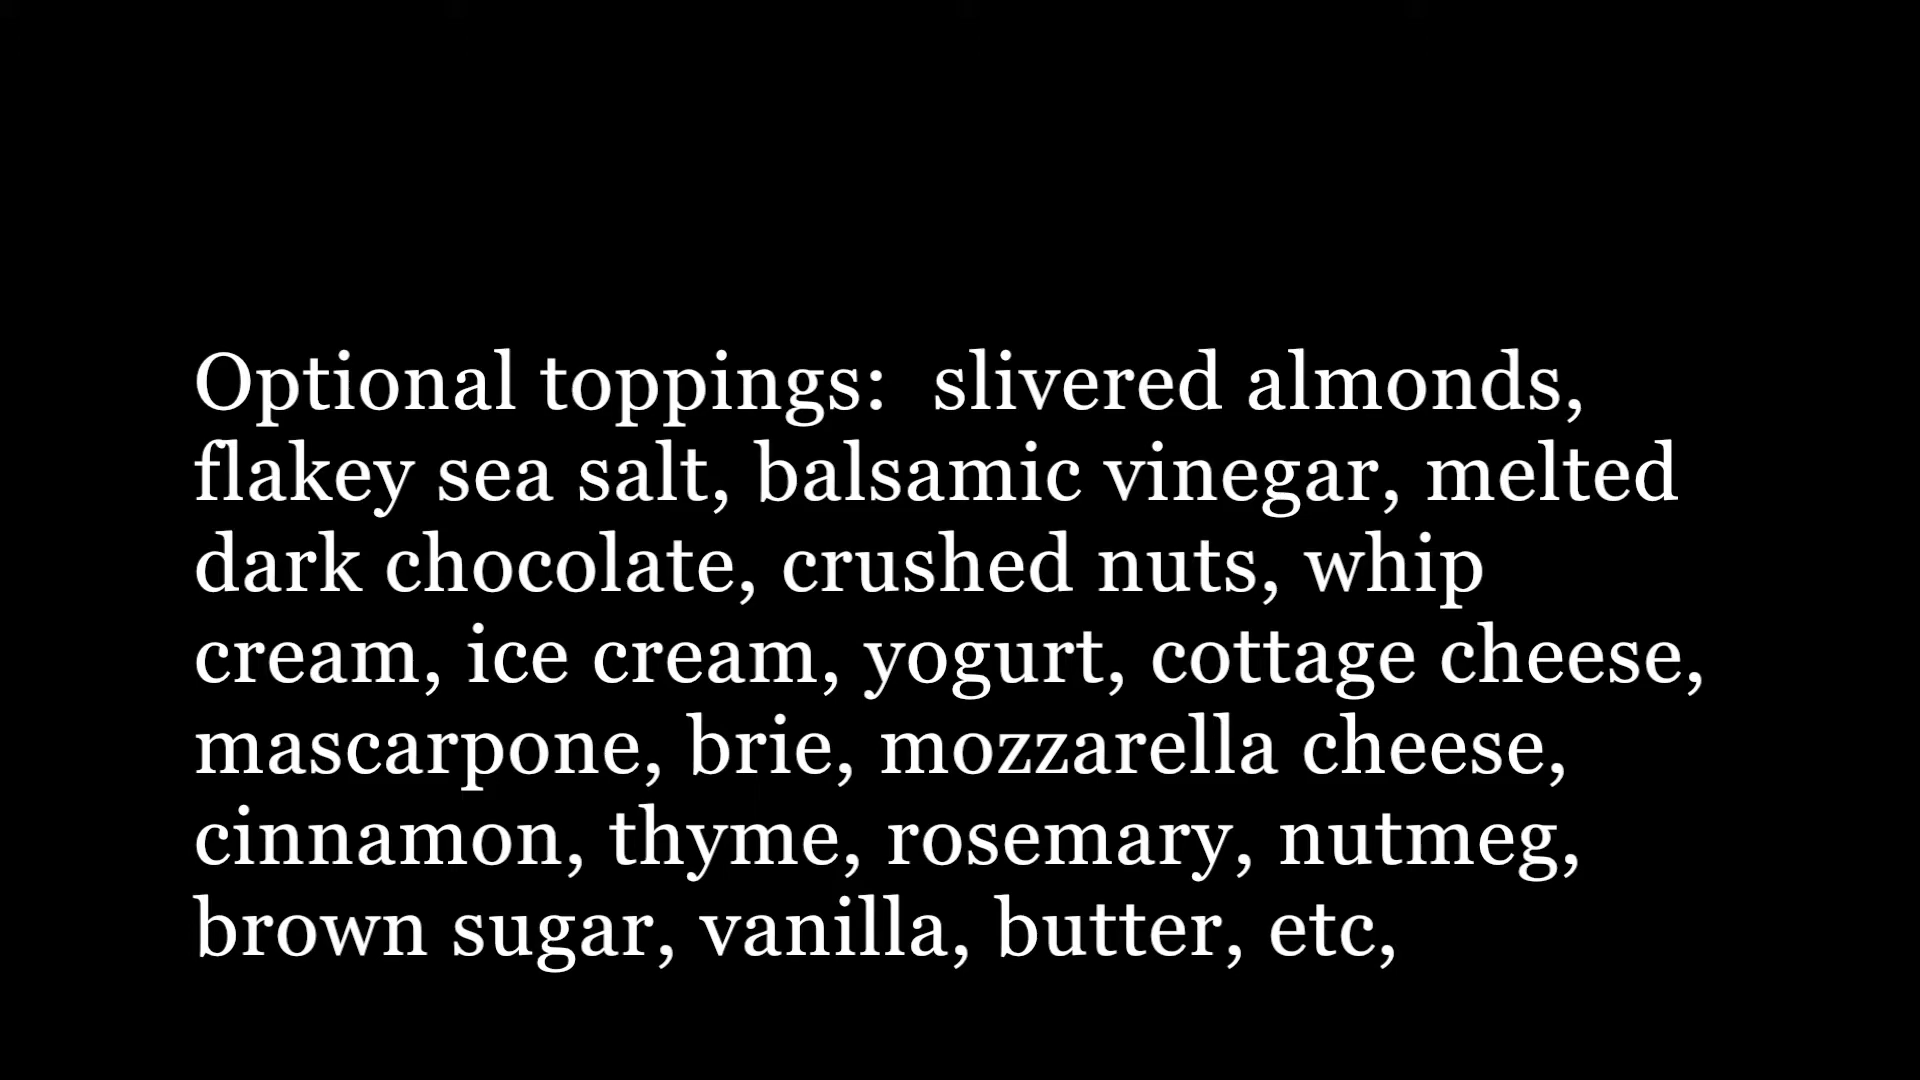 Optional toppings:  slivered almonds,
flakey sea salt, balsamic vinegar, melted
dark chocolate, crushed nuts, whip
cream, ice cream, yogurt, cottage cheese,
mascarpone, brie, mozzarella cheese,
cinnamon, thyme, rosemary, nutmeg,
brown sugar, vanilla, butter, etc,